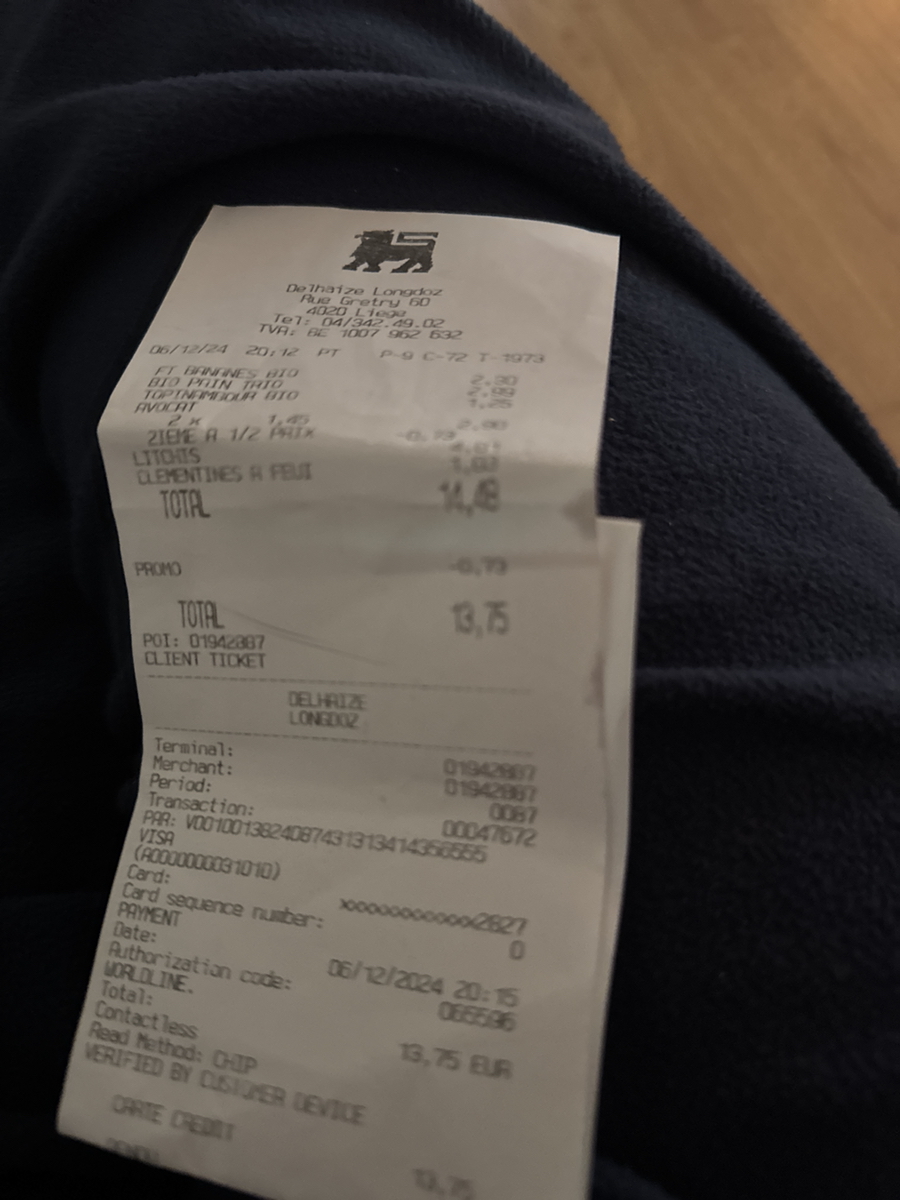 Delhaize Longdoz
Rue Gretry 60
4020 Liege
Tel: 04/342.49.02
TVA: BE 1007 962 632
06/12/24 20:12 PT P-9 C-72 T-1973
FT BANANES BIO 2.30
BIO PAIN TRIO 2.99
TOPINAMBOUR BIO 1.25
AVOCAT
2 x 1,45 2.90
2IEME A 1/2 PRIX -0,73
LITCHIS
CLEMENTINES A FEUI
TOTAL 14,48
PROMO -0,73
TOTAL 13,75
POI: 01942887
CLIENT TICKET
DELHAIZE
LONGDOZ
Terminal: 01942887
Merchant: 01942887
Period: 0087
Transaction: 00047672
PAR:
VISA
(A0000000031010)
Card: xxxxxxxxxxxx2827
Card sequence number: 0
PAYMENT
Date: 06/12/2024 20:15
Authorization code: 065596
WORLDLINE.
Total: 13,75 EUR
Contactless
Read Method: CHIP
VERIFIED BY CUSTOMER DEVICE
CARTE CREDIT
13,75